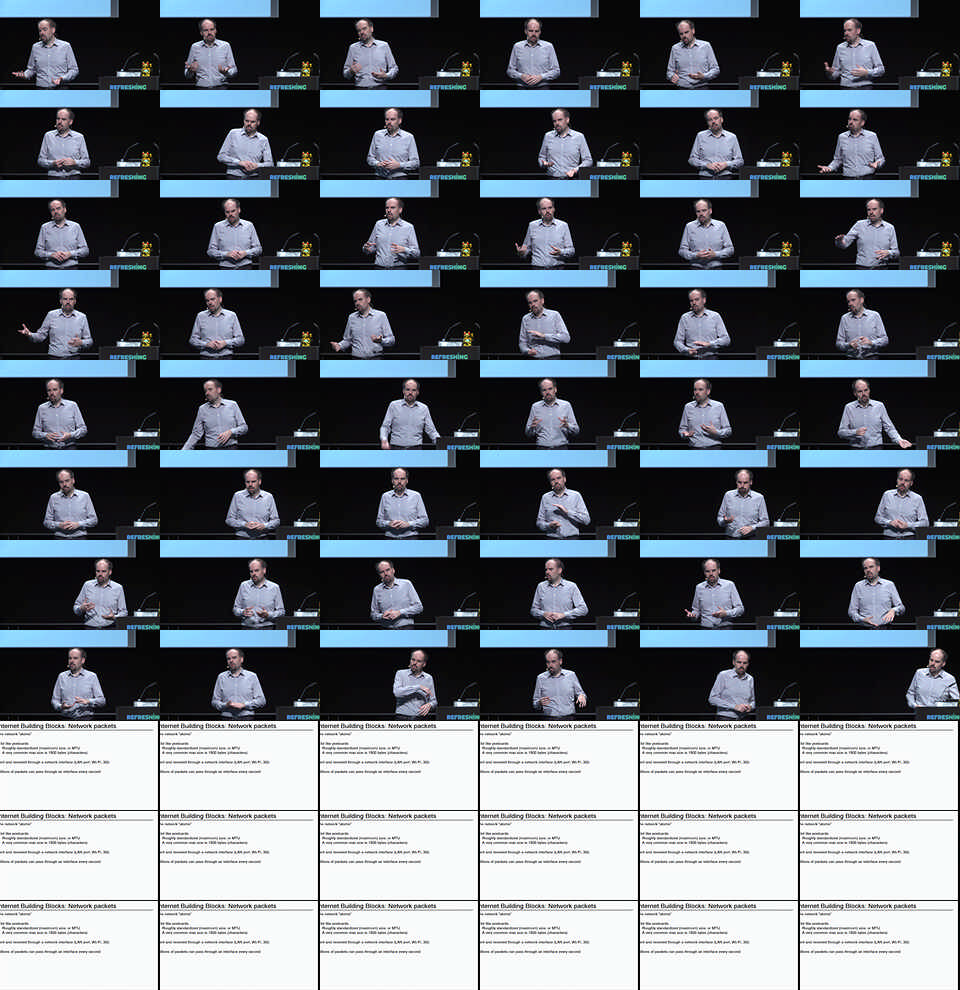 REFRESHING
nternet Building Blocks: Network packets
he network "atoms"
bit like postcards
Roughly standardized (maximum) size, or MTU
A very common max size is 1500 bytes (characters)
ent and received through a network interface (LAN port, Wi-Fi, 3G)
illions of packets can pass through an interface every second